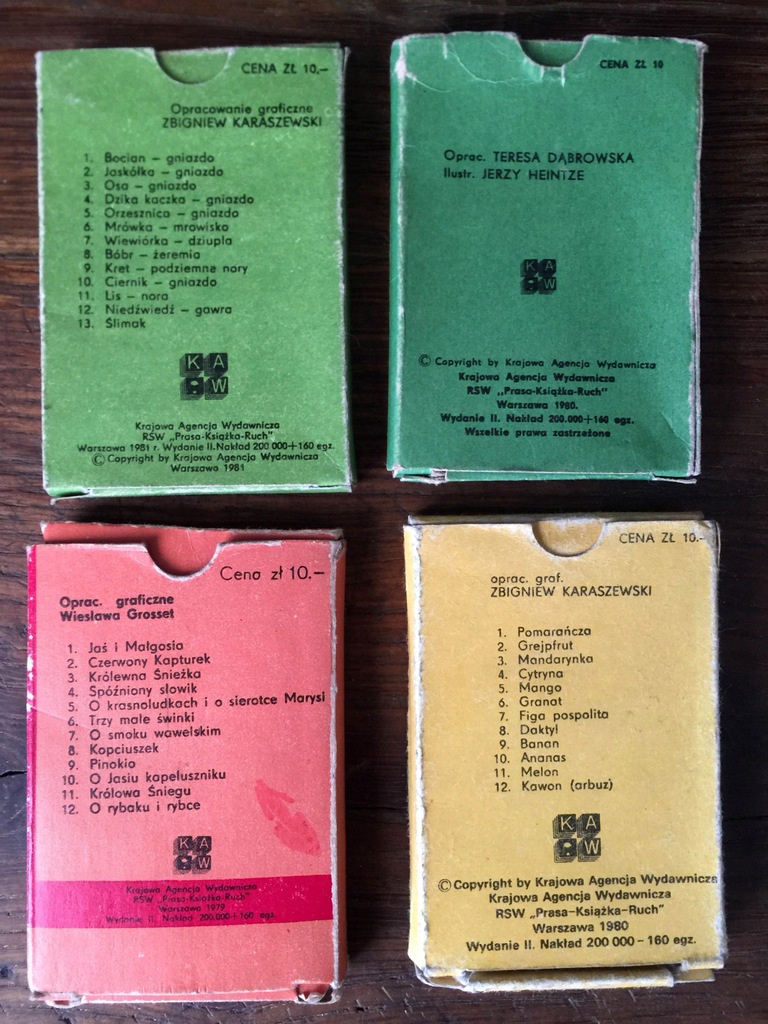 CENA ZŁ 10,—
Opracowanie graficzne
ZBIGNIEW KARASZEWSKI
1. Bocian — gniazdo
2. Jaskółka — gniazdo
3. Osa — gniazdo
4. Dzika kaczka — gniazdo
5. Orzesznica — gniazdo
6. Mrówka — mrowisko
7. Wiewiórka — dziupla
8. Bóbr — żeremia
9. Kret — podziemne nory
10. Ciernik — gniazdo
11. Lis — nora
12. Niedźwiedź — gawra
13. Ślimak
KA
W
Krajowa Agencja Wydawnicza
RSW „Prasa-Książka-Ruch”
Warszawa 1981 r. Wydanie II. Nakład 200 000+160 egz.
© Copyright by Krajowa Agencja Wydawnicza
Warszawa 1981
CENA ZŁ 10
Oprac. TERESA DĄBROWSKA
Ilustr. JERZY HEINTZE
KA
W
© Copyright by Krajowa Agencja Wydawnicza
Krajowa Agencja Wydawnicza
RSW „Prasa-Książka-Ruch”
Warszawa 1980.
Wydanie II. Nakład 200.000+160 egz.
Wszelkie prawa zastrzeżone
Cena zł 10.—
Oprac. graficzne
Wiesława Grosset
1. Jaś i Małgosia
2. Czerwony Kapturek
3. Królewna Śnieżka
4. Spóźniony słowik
5. O krasnoludkach i o sierotce Marysi
6. Trzy małe świnki
7. O smoku wawelskim
8. Kopciuszek
9. Pinokio
10. O Jasiu kapeluszniku
11. Królowa Śniegu
12. O rybaku i rybce
KA
W
Krajowa Agencja Wydawnicza
RSW „Prasa-Książka-Ruch”
Warszawa 1979
Wydanie II. Nakład 200.000+160 egz.
CENA ZŁ 10.—
oprac. graf.
ZBIGNIEW KARASZEWSKI
1. Pomarańcza
2. Grejpfrut
3. Mandarynka
4. Cytryna
5. Mango
6. Granat
7. Figa pospolita
8. Daktyl
9. Banan
10. Ananas
11. Melon
12. Kawon (arbuz)
KA
W
© Copyright by Krajowa Agencja Wydawnicza
Krajowa Agencja Wydawnicza
RSW „Prasa-Książka-Ruch”
Warszawa 1980
Wydanie II. Nakład 200 000 - 160 egz.